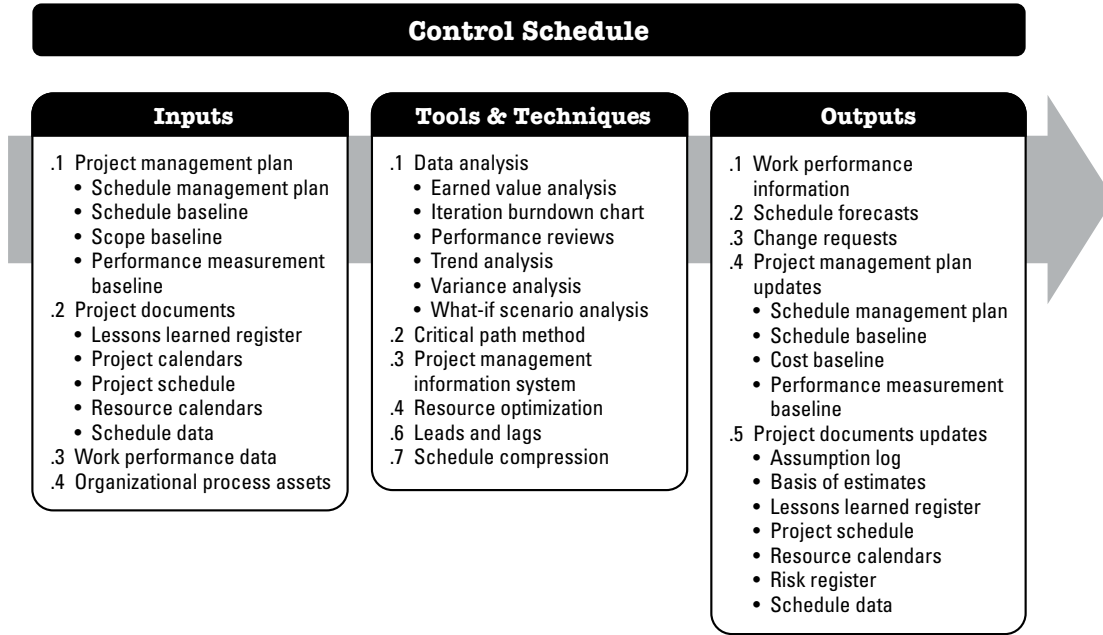 Control Schedule
Inputs
.1 Project management plan
• Schedule management plan
• Schedule baseline
• Scope baseline
• Performance measurement
baseline
.2 Project documents
• Lessons learned register
• Project calendars
• Project schedule
• Resource calendars
• Schedule data
.3 Work performance data
.4 Organizational process assets
Tools & Techniques
.1 Data analysis
• Earned value analysis
• Iteration burndown chart
• Performance reviews
• Trend analysis
• Variance analysis
• What-if scenario analysis
.2 Critical path method
.3 Project management
information system
.4 Resource optimization
.6 Leads and lags
.7 Schedule compression
Outputs
.1 Work performance
information
.2 Schedule forecasts
.3 Change requests
.4 Project management plan
updates
• Schedule management plan
• Schedule baseline
• Cost baseline
• Performance measurement
baseline
.5 Project documents updates
• Assumption log
• Basis of estimates
• Lessons learned register
• Project schedule
• Resource calendars
• Risk register
• Schedule data